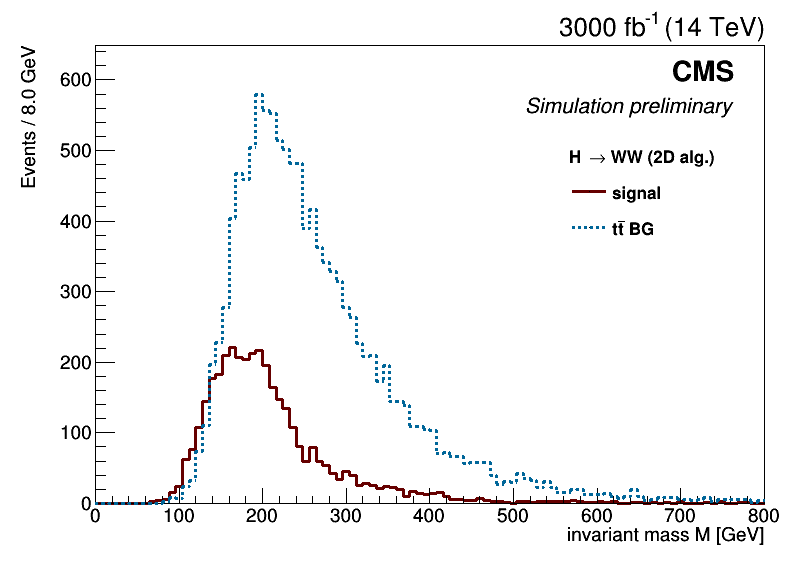 3000 fb⁻¹ (14 TeV)
CMS
Simulation preliminary
H → WW (2D alg.)
signal
tt̄ BG
Events / 8.0 GeV
600
500
400
300
200
100
0
0 100 200 300 400 500 600 700 800
invariant mass M [GeV]